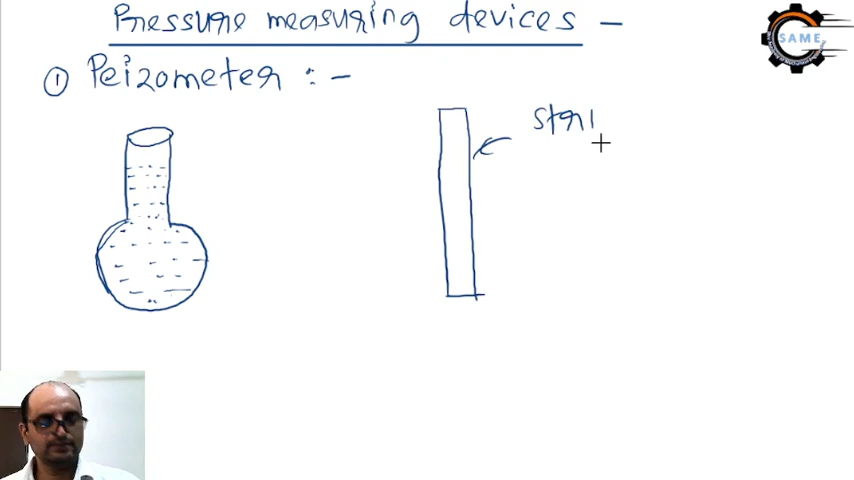 Pressure measuring devices -
① Peizometer :-
Stra
SAME